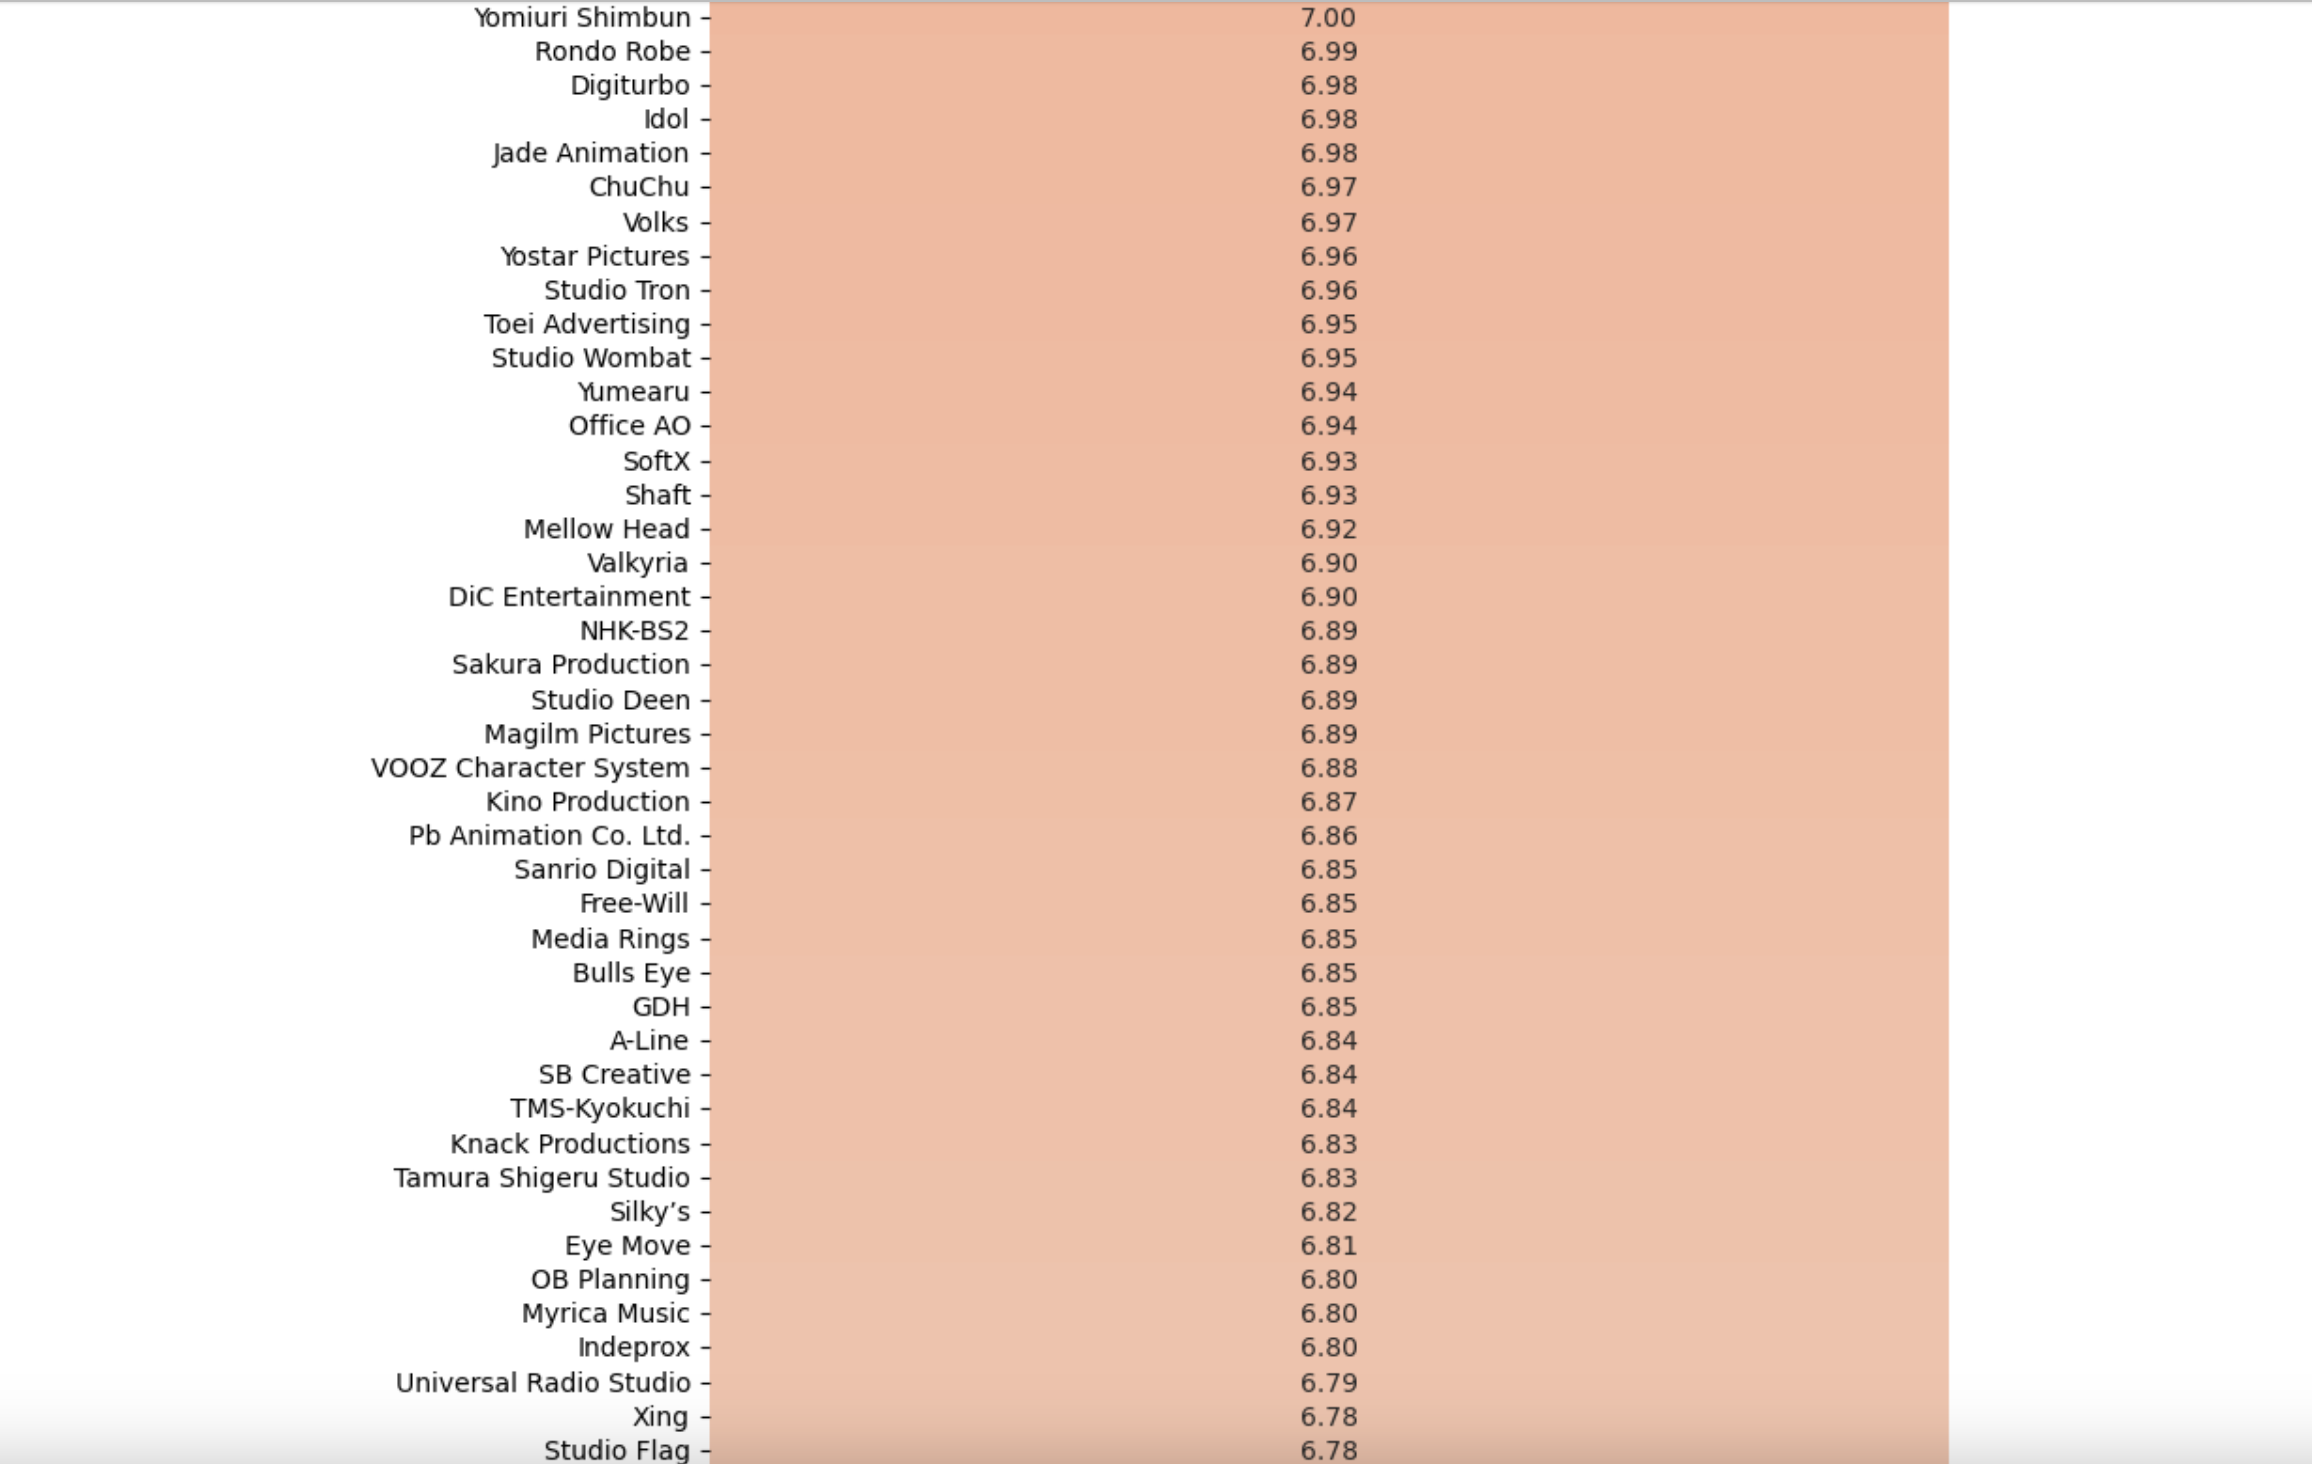 Yomiuri Shimbun 7.00
Rondo Robe 6.99
Digiturbo 6.98
Idol 6.98
Jade Animation 6.98
ChuChu 6.97
Volks 6.97
Yostar Pictures 6.96
Studio Tron 6.96
Toei Advertising 6.95
Studio Wombat 6.95
Yumearu 6.94
Office AO 6.94
SoftX 6.93
Shaft 6.93
Mellow Head 6.92
Valkyria 6.90
DiC Entertainment 6.90
NHK-BS2 6.89
Sakura Production 6.89
Studio Deen 6.89
Magilm Pictures 6.89
VOOZ Character System 6.88
Kino Production 6.87
Pb Animation Co. Ltd. 6.86
Sanrio Digital 6.85
Free-Will 6.85
Media Rings 6.85
Bulls Eye 6.85
GDH 6.85
A-Line 6.84
SB Creative 6.84
TMS-Kyokuchi 6.84
Knack Productions 6.83
Tamura Shigeru Studio 6.83
Silky’s 6.82
Eye Move 6.81
OB Planning 6.80
Myrica Music 6.80
Indeprox 6.80
Universal Radio Studio 6.79
Xing 6.78
Studio Flag 6.78